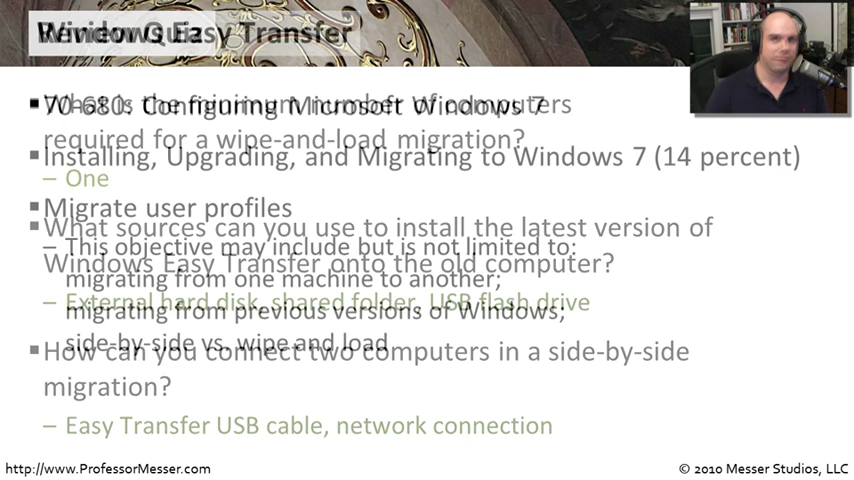 Review Quiz
Windows Easy Transfer
What is the minimum number of computers
required for a wipe-and-load migration?
– One
What sources can you use to install the latest version of
Windows Easy Transfer onto the old computer?
– External hard disk, shared folder, USB flash drive
How can you connect two computers in a side-by-side
migration?
– Easy Transfer USB cable, network connection
70-680: Configuring Microsoft Windows 7
Installing, Upgrading, and Migrating to Windows 7 (14 percent)
Migrate user profiles
– This objective may include but is not limited to:
migrating from one machine to another;
migrating from previous versions of Windows;
side-by-side vs. wipe and load
http://www.ProfessorMesser.com
© 2010 Messer Studios, LLC